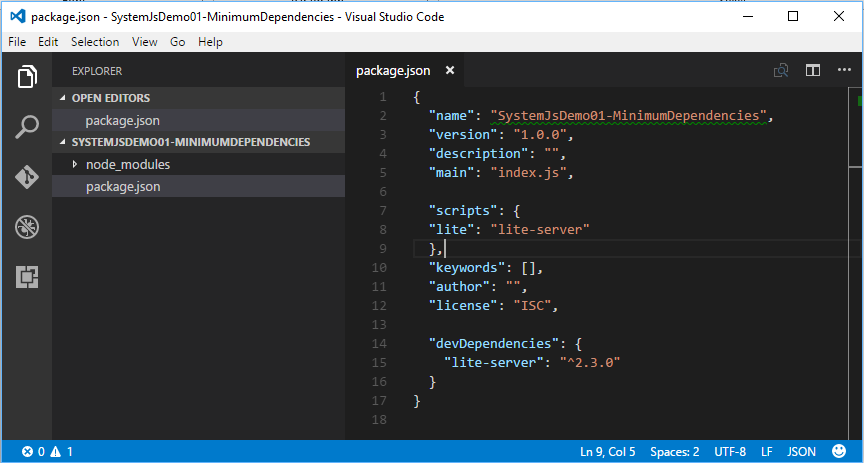 package.json - SystemJsDemo01-MinimumDependencies - Visual Studio Code
File Edit Selection View Go Help
EXPLORER
OPEN EDITORS
package.json
SYSTEMJSDEMO01-MINIMUMDEPENDENCIES
node_modules
package.json
package.json
1 {
2 "name": "SystemJsDemo01-MinimumDependencies",
3 "version": "1.0.0",
4 "description": "",
5 "main": "index.js",
6
7 "scripts": {
8 "lite": "lite-server"
9 },
10 "keywords": [],
11 "author": "",
12 "license": "ISC",
13
14 "devDependencies": {
15 "lite-server": "^2.3.0"
16 }
17 }
18
0 1 Ln 9, Col 5 Spaces: 2 UTF-8 LF JSON